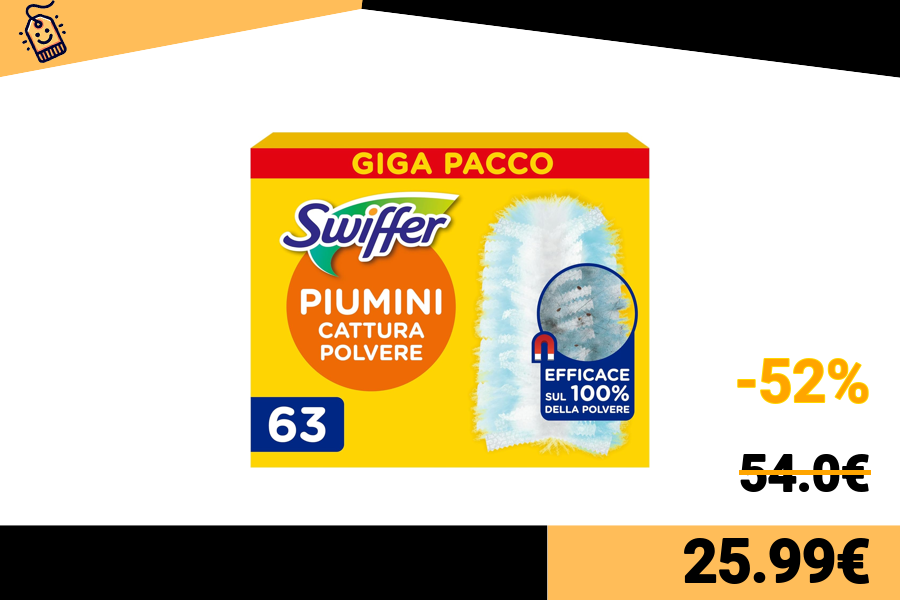 GIGA PACCO
Swiffer
PIUMINI
CATTURA
POLVERE
63
EFFICACE
SUL 100%
DELLA POLVERE
-52%
54.0€
25.99€